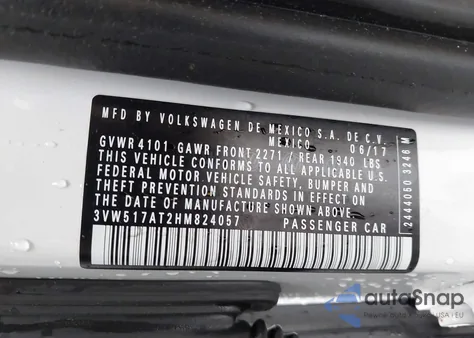 MFD BY VOLKSWAGEN DE MEXICO S.A. DE C.V.
MEXICO 06/17
GVWR 4101 GAWR FRONT 2271 / REAR 1940 LBS
THIS VEHICLE CONFORMS TO ALL APPLICABLE U.S.
FEDERAL MOTOR VEHICLE SAFETY, BUMPER AND
THEFT PREVENTION STANDARDS IN EFFECT ON
THE DATE OF MANUFACTURE SHOWN ABOVE
3VW517AT2HM824057 PASSENGER CAR
2444050 3246 M
autoSnap
USA i EU